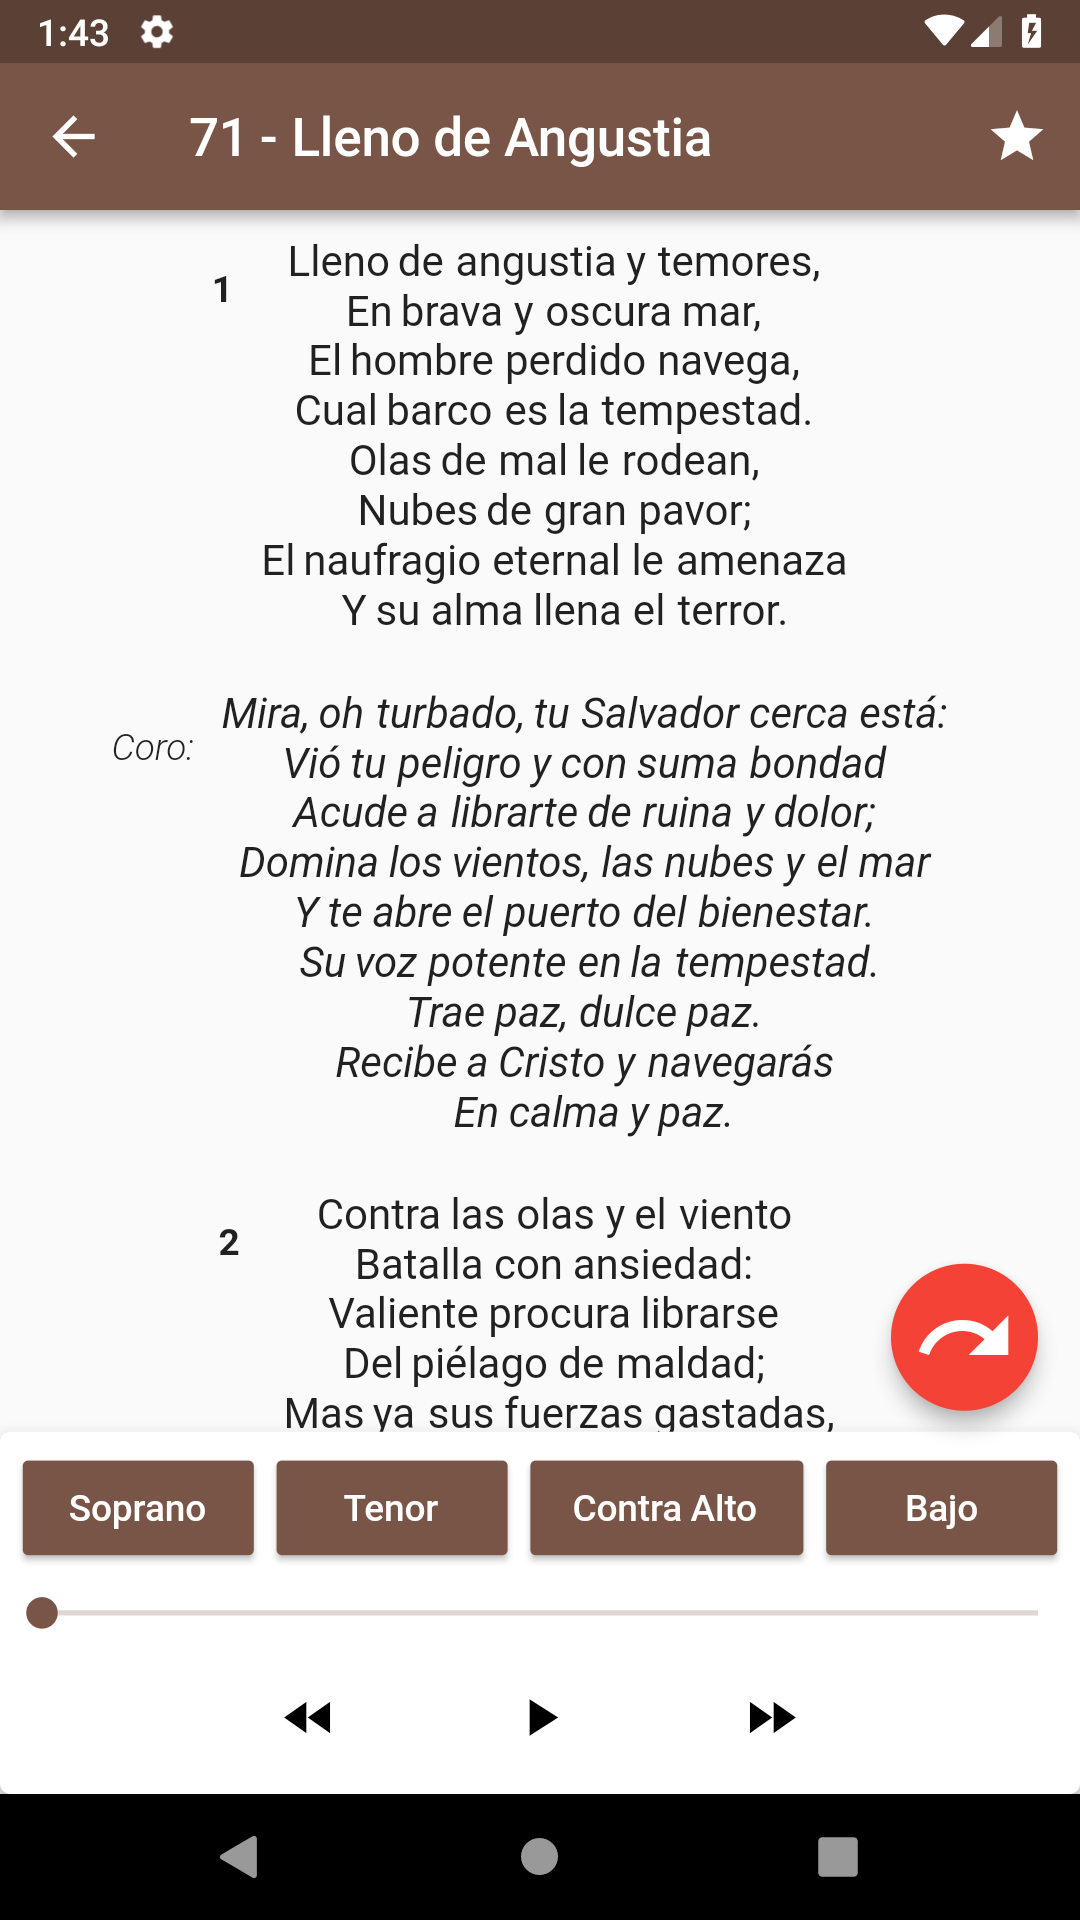 1:43
71 - Lleno de Angustia
1
Lleno de angustia y temores,
En brava y oscura mar,
El hombre perdido navega,
Cual barco es la tempestad.
Olas de mal le rodean,
Nubes de gran pavor;
El naufragio eternal le amenaza
Y su alma llena el terror.
Coro:
Mira, oh turbado, tu Salvador cerca está:
Vió tu peligro y con suma bondad
Acude a librarte de ruina y dolor;
Domina los vientos, las nubes y el mar
Y te abre el puerto del bienestar.
Su voz potente en la tempestad.
Trae paz, dulce paz.
Recibe a Cristo y navegarás
En calma y paz.
2
Contra las olas y el viento
Batalla con ansiedad:
Valiente procura librarse
Del piélago de maldad;
Mas ya sus fuerzas gastadas,
Soprano Tenor Contra Alto Bajo